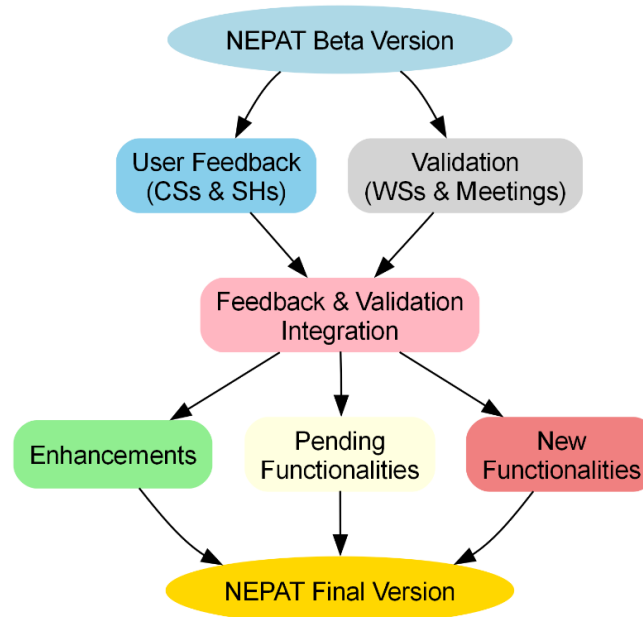 NEPAT Beta Version
User Feedback
(CSs & SHs)
Validation
(WSs & Meetings)
Feedback & Validation
Integration
Enhancements
Pending
Functionalities
New
Functionalities
NEPAT Final Version